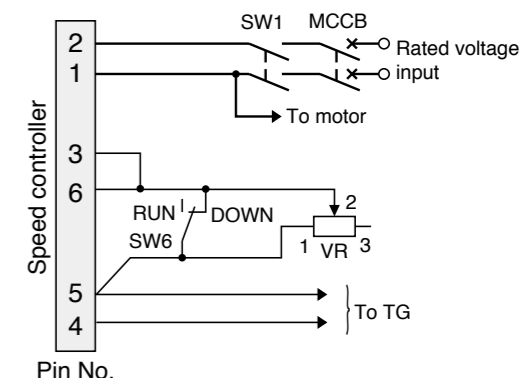 SW1 MCCB
2
Rated voltage
1
input
To motor
Speed controller
3
6
2
RUN DOWN
SW6
1 VR 3
5
To TG
4
Pin No.